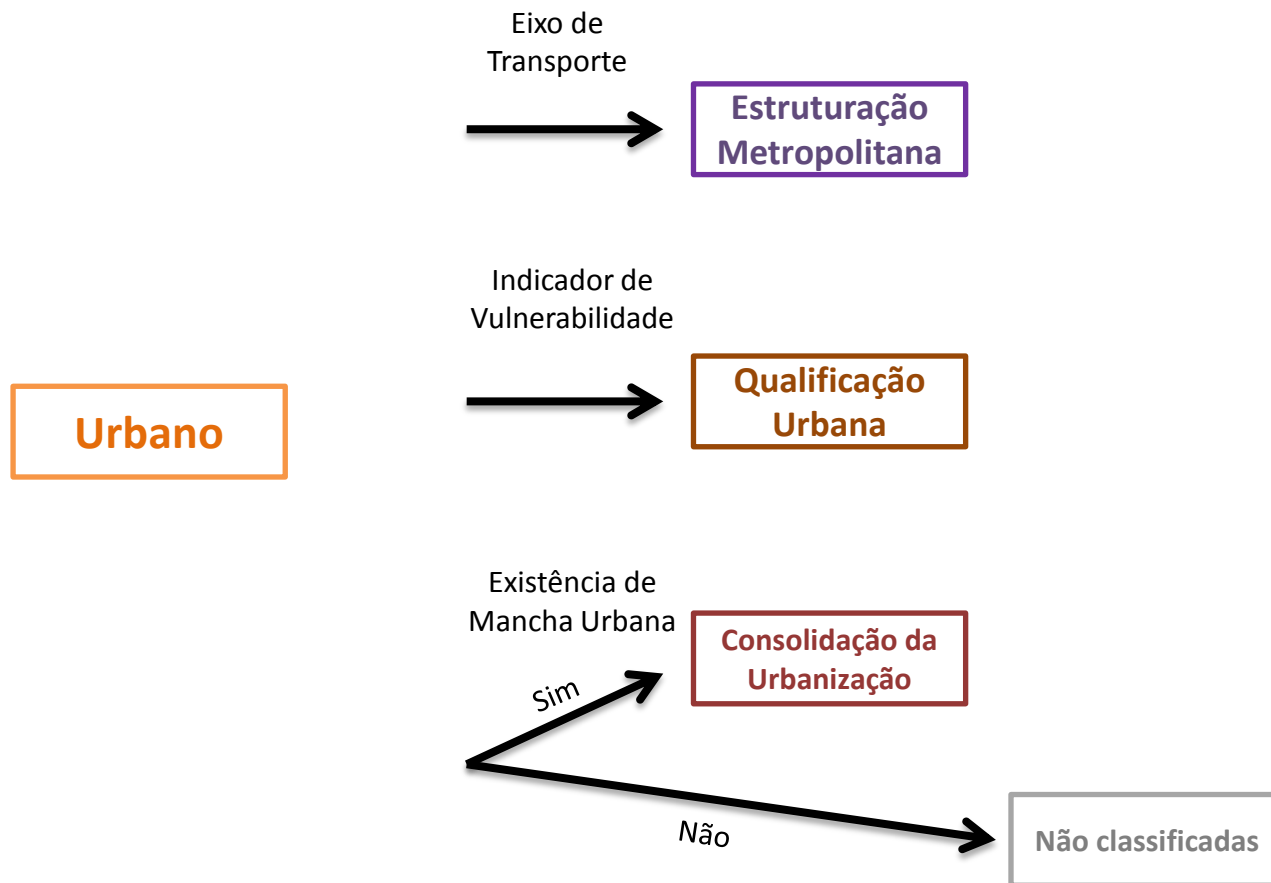 Eixo de
Transporte
Estruturação
Metropolitana
Indicador de
Vulnerabilidade
Qualificação
Urbana
Urbano
Existência de
Mancha Urbana
Consolidação da
Urbanização
Sim
Não
Não classificadas